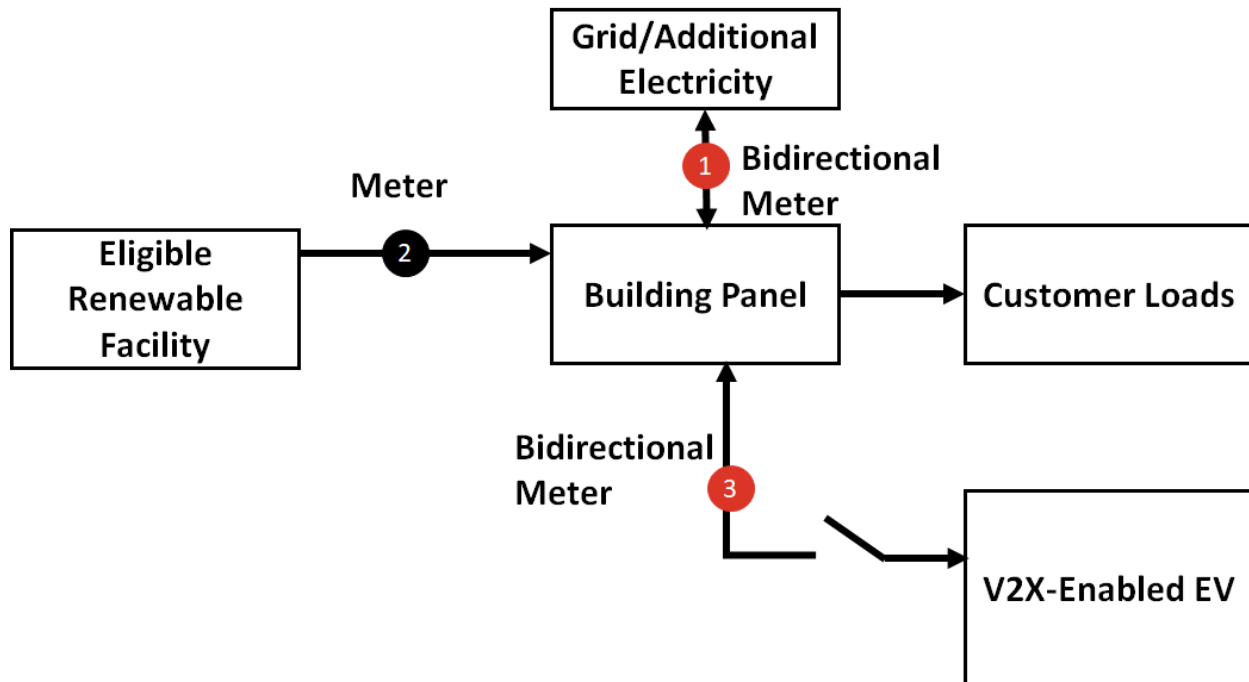 Grid/Additional
Electricity
1
Bidirectional
Meter
Meter
2
Eligible
Renewable
Facility
Building Panel
Customer Loads
Bidirectional
Meter
3
V2X-Enabled EV